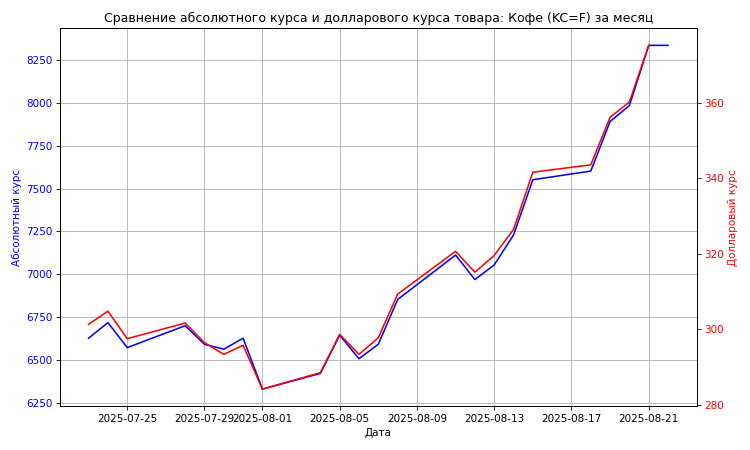 Сравнение абсолютного курса и долларового курса товара: Кофе (KC=F) за месяц
Абсолютный курс
8250
8000
7750
7500
7250
7000
6750
6500
6250
360
340
320
300
280
Долларовый курс
2025-07-25 2025-07-29 2025-08-01 2025-08-05 2025-08-09 2025-08-13 2025-08-17 2025-08-21
Дата